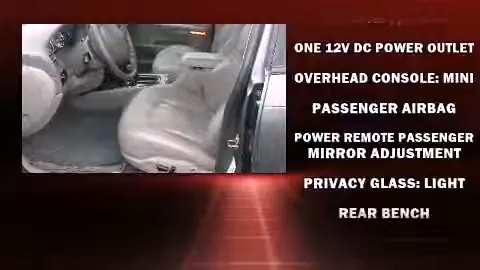 ONE 12V DC POWER OUTLET
OVERHEAD CONSOLE: MINI
PASSENGER AIRBAG
POWER REMOTE PASSENGER
MIRROR ADJUSTMENT
PRIVACY GLASS: LIGHT
REAR BENCH